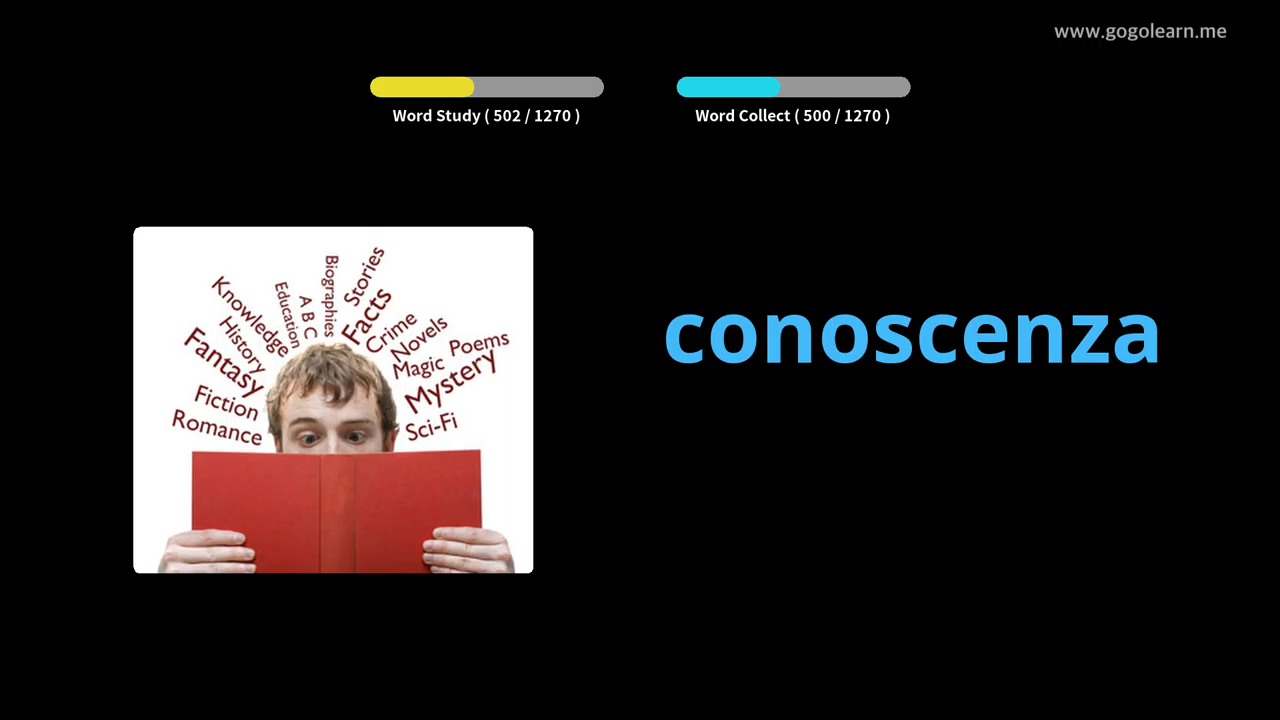 www.gogolearn.me
Word Study ( 502 / 1270 )
Word Collect ( 500 / 1270 )
Knowledge
History
Education
A B C
Biographies
Stories
Facts
Crime
Novels
Magic
Poems
Mystery
Sci-Fi
Fantasy
Fiction
Romance
conoscenza